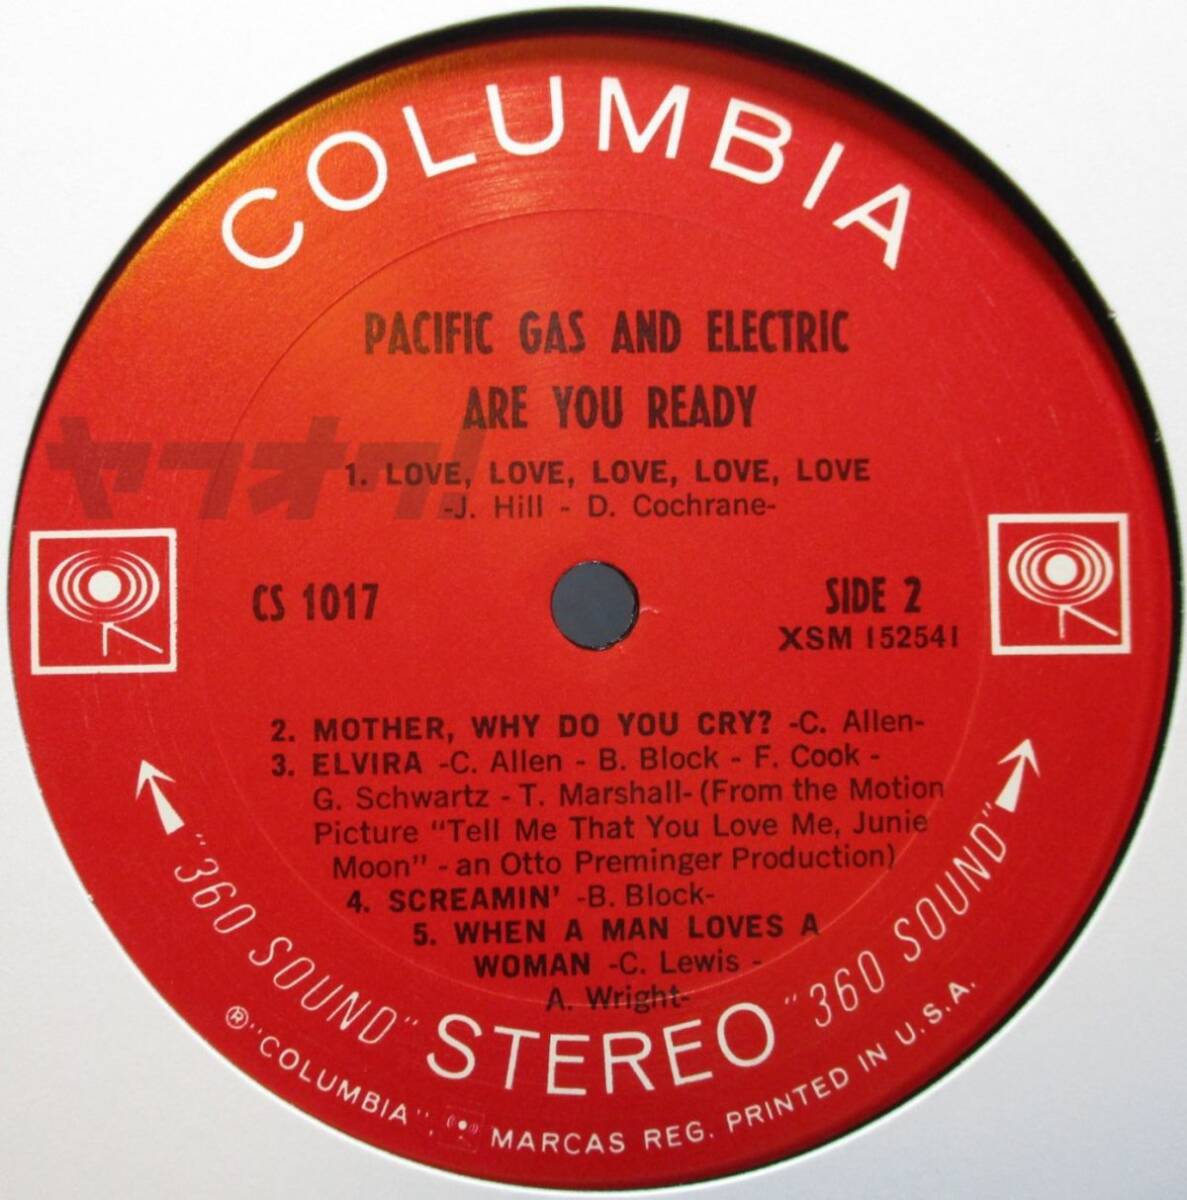 COLUMBIA
PACIFIC GAS AND ELECTRIC
ARE YOU READY
ヤフオク!
1. LOVE, LOVE, LOVE, LOVE, LOVE
-J. Hill - D. Cochrane-
CS 1017
SIDE 2
XSM 152541
2. MOTHER, WHY DO YOU CRY? -C. Allen-
3. ELVIRA -C. Allen - B. Block - F. Cook -
G. Schwartz - T. Marshall- (From the Motion
Picture "Tell Me That You Love Me, Junie
Moon" - an Otto Preminger Production)
4. SCREAMIN' -B. Block-
5. WHEN A MAN LOVES A
WOMAN -C. Lewis -
A. Wright-
"360 SOUND" STEREO "360 SOUND"
® "COLUMBIA", MARCAS REG. PRINTED IN U.S.A.